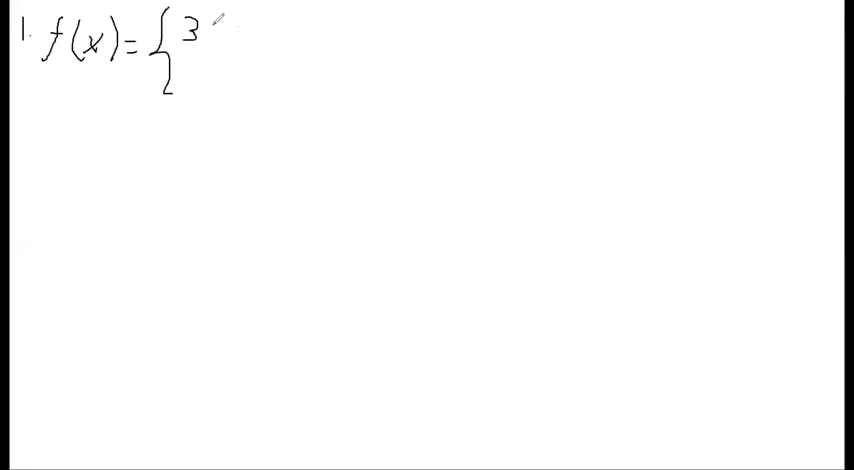 1. f(x) = { 3